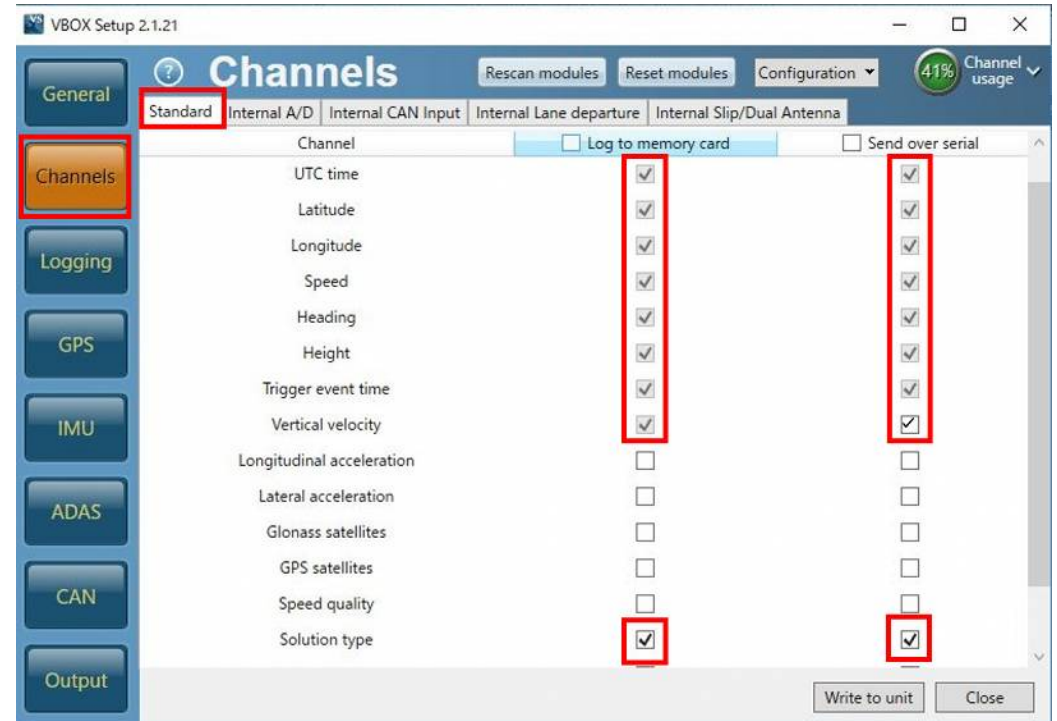 VBOX Setup 2.1.21
General
Channels
Logging
GPS
IMU
ADAS
CAN
Output
? Channels Rescan modules Reset modules Configuration 41% Channel usage
Standard Internal A/D Internal CAN Input Internal Lane departure Internal Slip/Dual Antenna
Channel Log to memory card Send over serial
UTC time
Latitude
Longitude
Speed
Heading
Height
Trigger event time
Vertical velocity
Longitudinal acceleration
Lateral acceleration
Glonass satellites
GPS satellites
Speed quality
Solution type
Write to unit Close